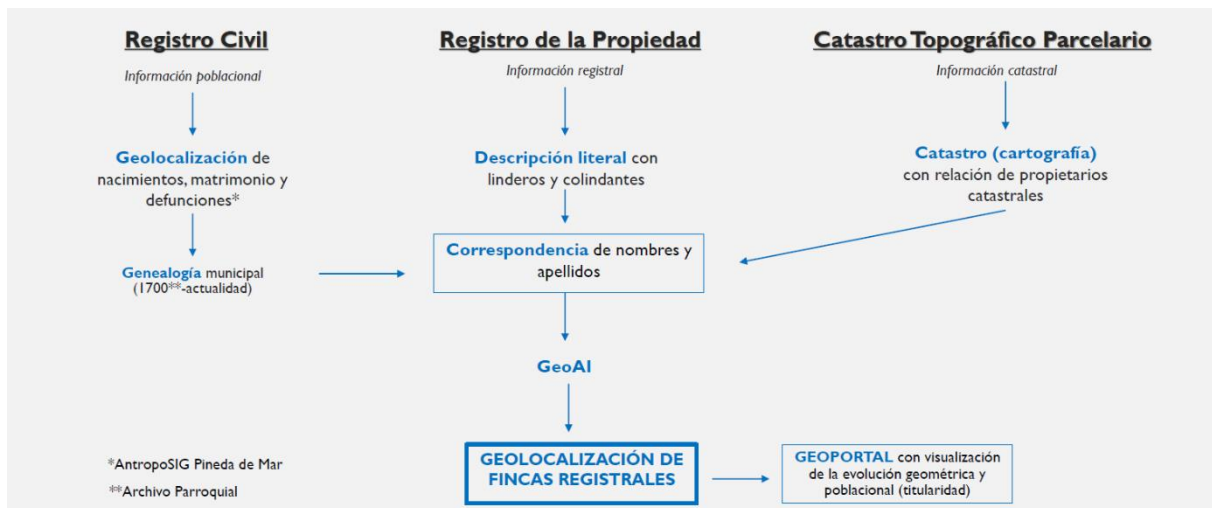 Registro Civil
Información poblacional
Geolocalización de
nacimientos, matrimonio y
defunciones*
Genealogía municipal
(1700**-actualidad)
Registro de la Propiedad
Información registral
Descripción literal con
linderos y colindantes
Correspondencia de nombres y
apellidos
Catastro Topográfico Parcelario
Información catastral
Catastro (cartografía)
con relación de propietarios
catastrales
GeoAI
GEOLOCALIZACIÓN DE
FINCAS REGISTRALES
GEOPORTAL con visualización
de la evolución geométrica y
poblacional (titularidad)
*AntropoSIG Pineda de Mar
**Archivo Parroquial